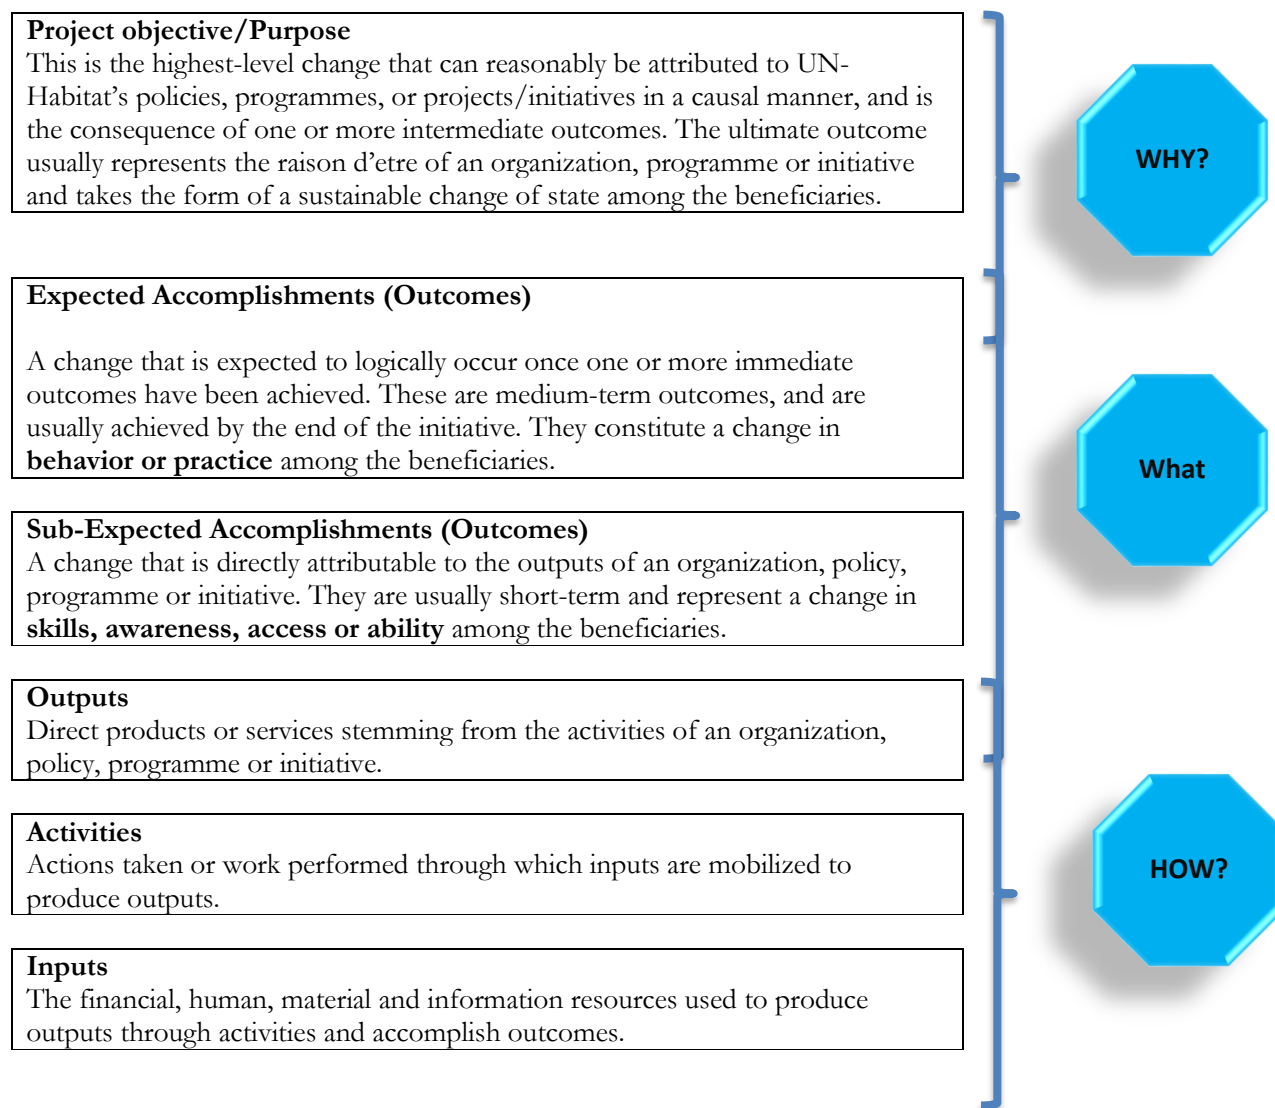 Project objective/Purpose
This is the highest-level change that can reasonably be attributed to UN-
Habitat’s policies, programmes, or projects/initiatives in a causal manner, and is
the consequence of one or more intermediate outcomes. The ultimate outcome
usually represents the raison d’etre of an organization, programme or initiative
and takes the form of a sustainable change of state among the beneficiaries.
WHY?
Expected Accomplishments (Outcomes)
A change that is expected to logically occur once one or more immediate
outcomes have been achieved. These are medium-term outcomes, and are
usually achieved by the end of the initiative. They constitute a change in
behavior or practice among the beneficiaries.
What
Sub-Expected Accomplishments (Outcomes)
A change that is directly attributable to the outputs of an organization, policy,
programme or initiative. They are usually short-term and represent a change in
skills, awareness, access or ability among the beneficiaries.
Outputs
Direct products or services stemming from the activities of an organization,
policy, programme or initiative.
Activities
Actions taken or work performed through which inputs are mobilized to
produce outputs.
HOW?
Inputs
The financial, human, material and information resources used to produce
outputs through activities and accomplish outcomes.